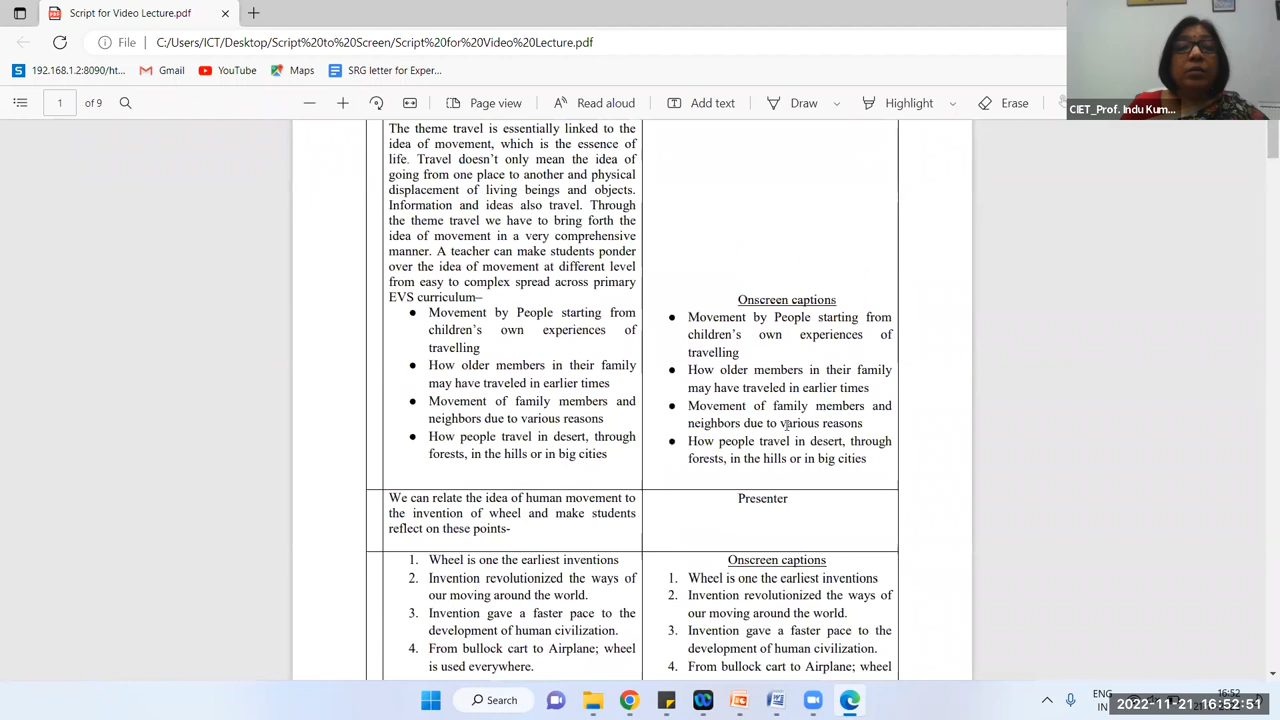 Script for Video Lecture.pdf
File C:/Users/ICT/Desktop/Script%20to%20Screen/Script%20for%20Video%20Lecture.pdf
192.168.1.2:8090/ht... Gmail YouTube Maps SRG letter for Exper...
CIET_Prof. Indu Kum...
1 of 9 Page view Read aloud Add text Draw Highlight Erase
The theme travel is essentially linked to the
idea of movement, which is the essence of
life. Travel doesn't only mean the idea of
going from one place to another and physical
displacement of living beings and objects.
Information and ideas also travel. Through
the theme travel we have to bring forth the
idea of movement in a very comprehensive
manner. A teacher can make students ponder
over the idea of movement at different level
from easy to complex spread across primary
EVS curriculum–
● Movement by People starting from
children's own experiences of
travelling
● How older members in their family
may have traveled in earlier times
● Movement of family members and
neighbors due to various reasons
● How people travel in desert, through
forests, in the hills or in big cities
Onscreen captions
● Movement by People starting from
children's own experiences of
travelling
● How older members in their family
may have traveled in earlier times
● Movement of family members and
neighbors due to various reasons
● How people travel in desert, through
forests, in the hills or in big cities
We can relate the idea of human movement to
the invention of wheel and make students
reflect on these points-
Presenter
1. Wheel is one the earliest inventions
2. Invention revolutionized the ways of
our moving around the world.
3. Invention gave a faster pace to the
development of human civilization.
4. From bullock cart to Airplane; wheel
is used everywhere.
Onscreen captions
1. Wheel is one the earliest inventions
2. Invention revolutionized the ways of
our moving around the world.
3. Invention gave a faster pace to the
development of human civilization.
4. From bullock cart to Airplane; wheel
Search
ENG
IN
16:52
2022-11-21 16:52:51